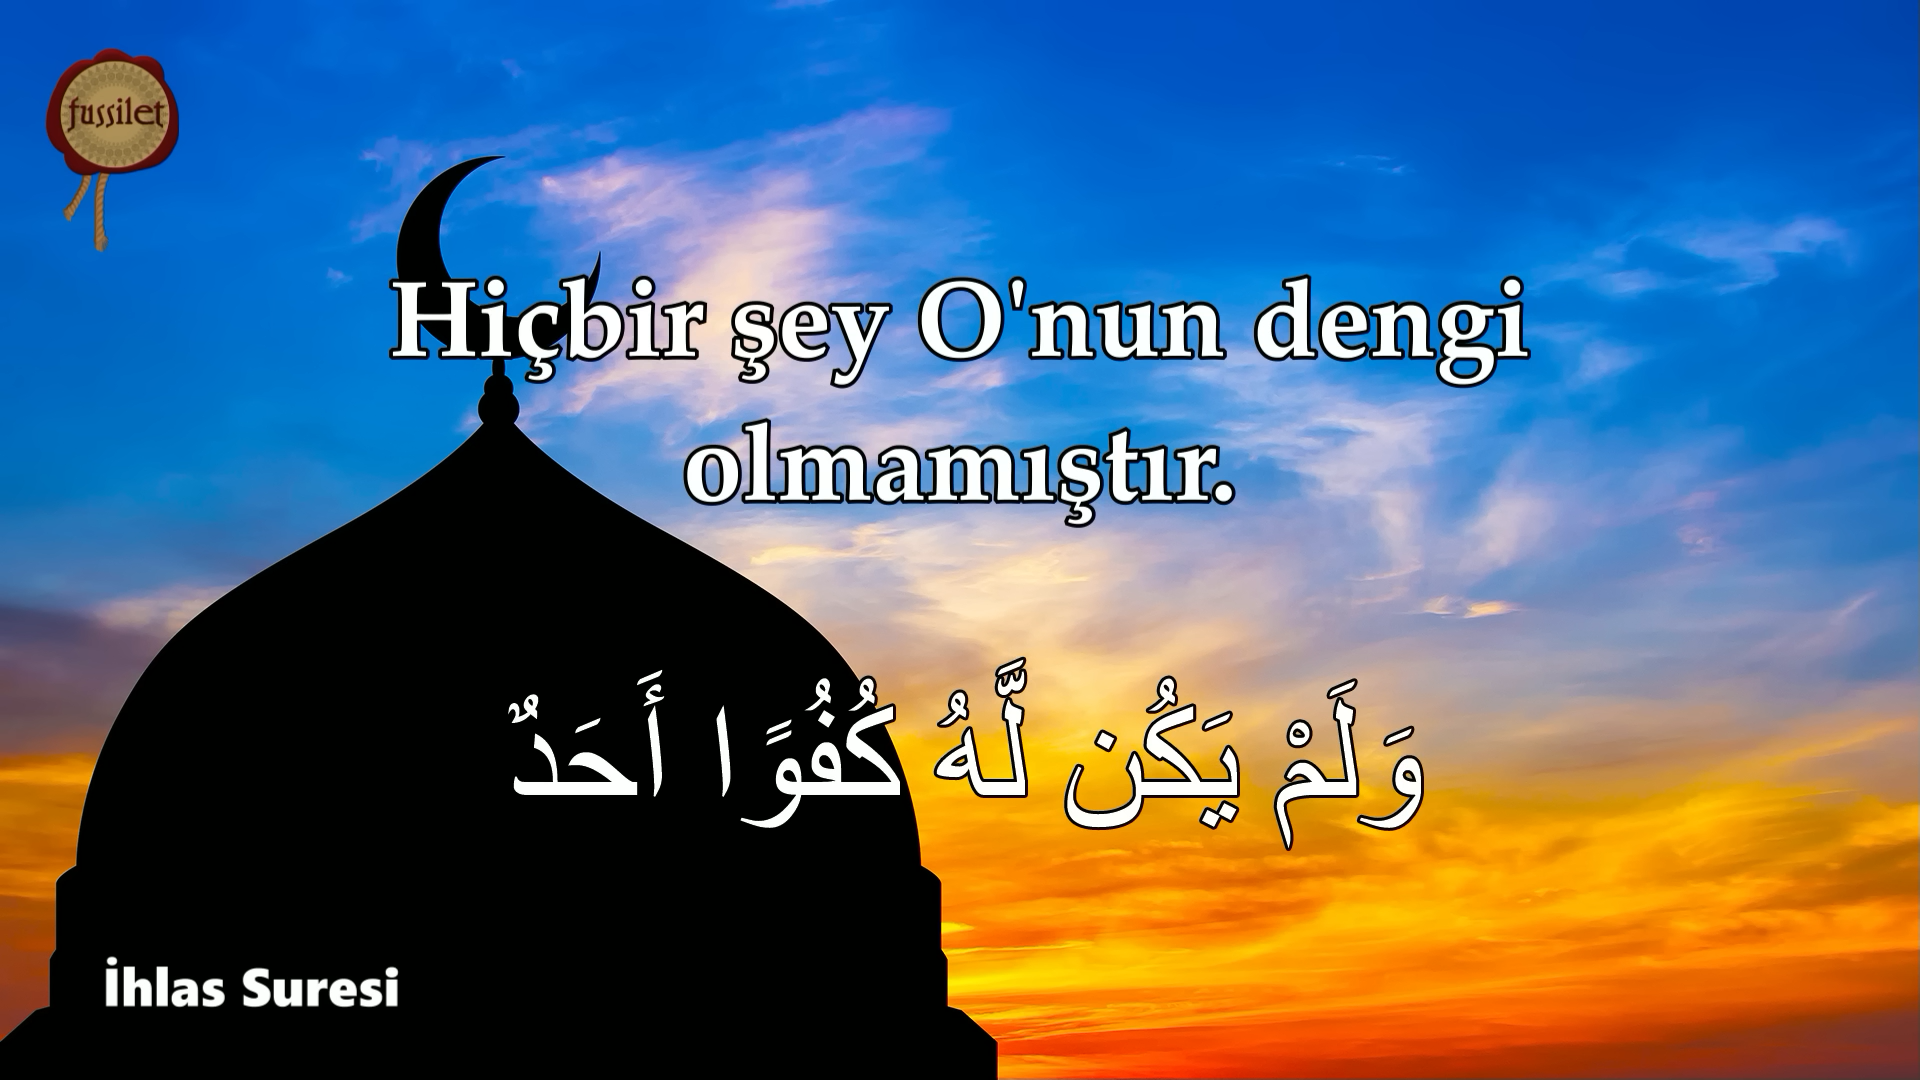 fussilet
Hiçbir şey O'nun dengi
olmamıştır.
وَلَمْ يَكُن لَّهُ كُفُوًا أَحَدٌ
İhlas Suresi